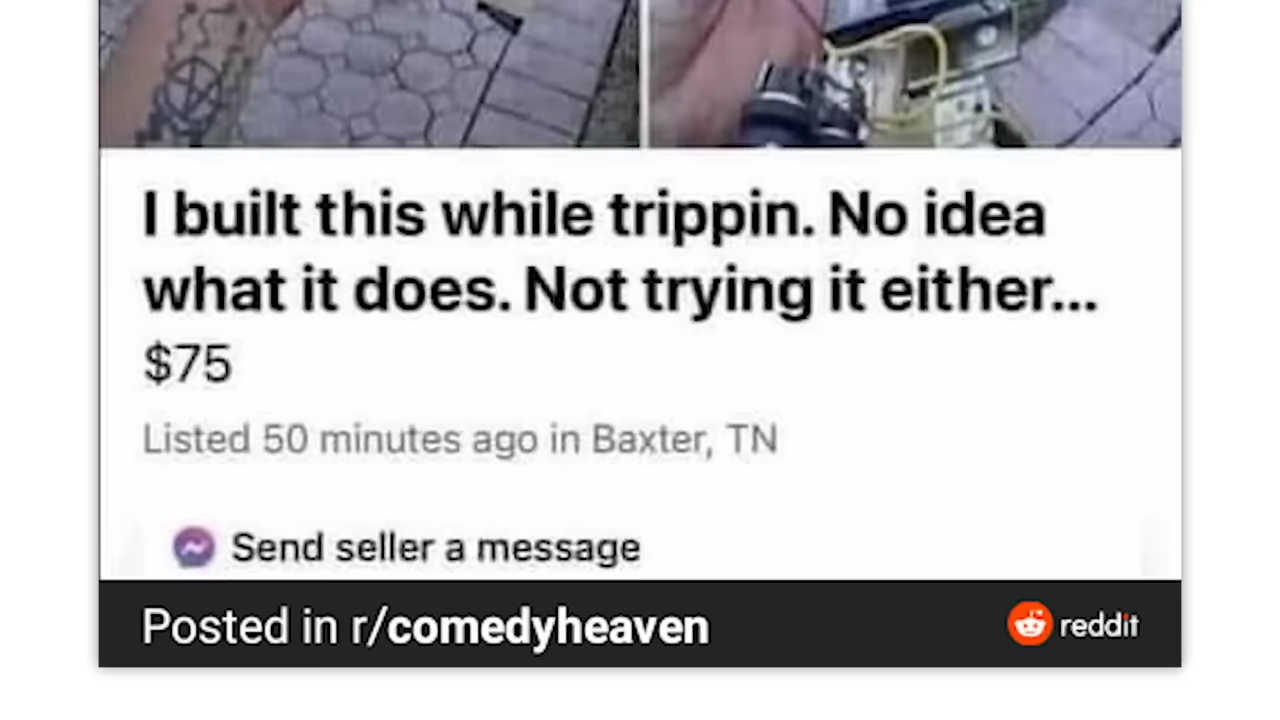 I built this while trippin. No idea
what it does. Not trying it either...
$75
Listed 50 minutes ago in Baxter, TN
Send seller a message
Posted in r/comedyheaven
reddit